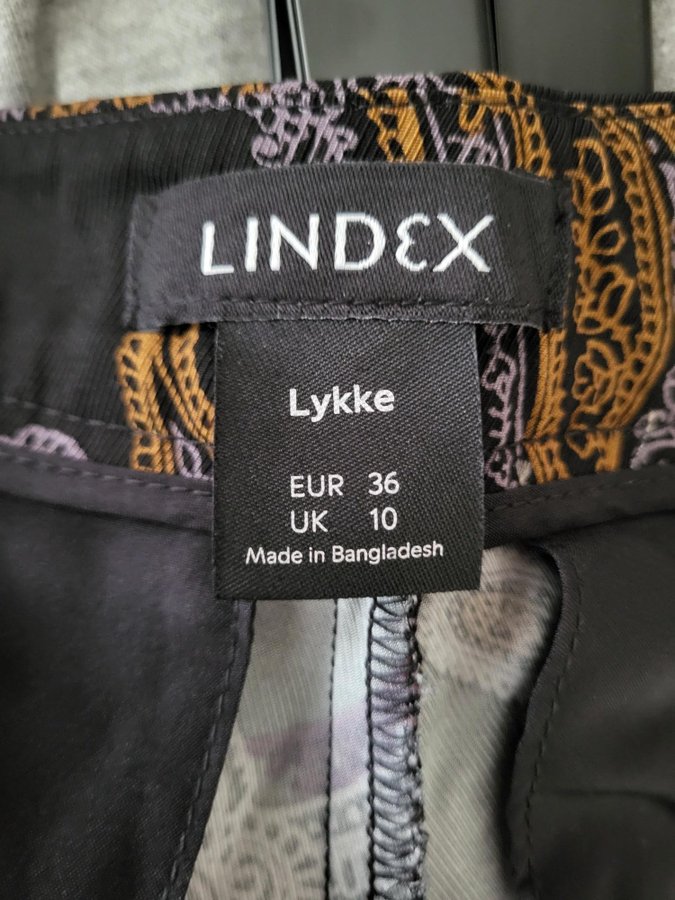 LINDEX
Lykke
EUR 36
UK 10
Made in Bangladesh